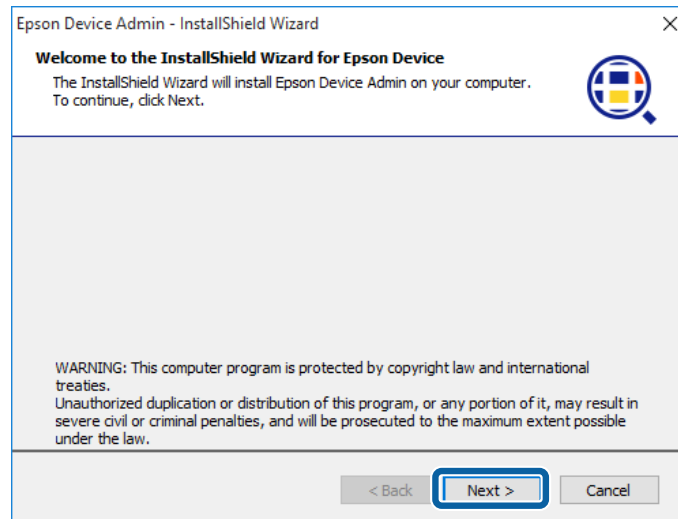 Epson Device Admin - InstallShield Wizard
Welcome to the InstallShield Wizard for Epson Device
The InstallShield Wizard will install Epson Device Admin on your computer.
To continue, click Next.
WARNING: This computer program is protected by copyright law and international
treaties.
Unauthorized duplication or distribution of this program, or any portion of it, may result in
severe civil or criminal penalties, and will be prosecuted to the maximum extent possible
under the law.
< Back Next > Cancel